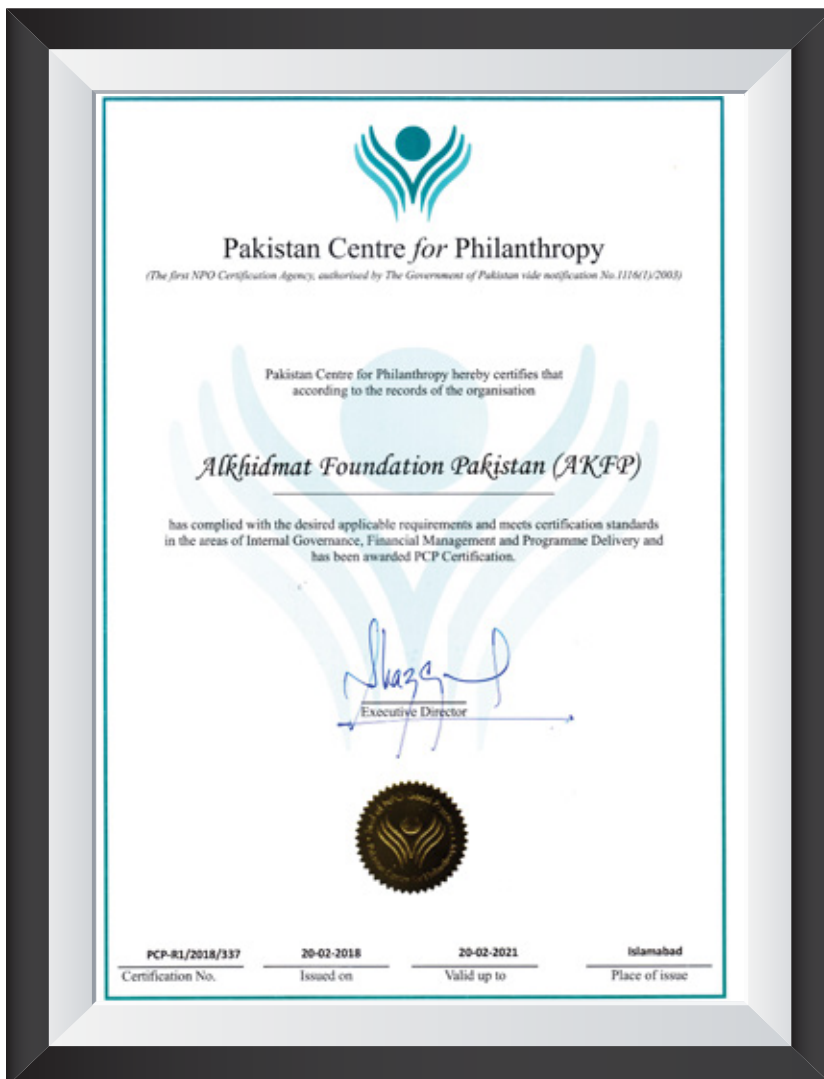 Pakistan Centre for Philanthropy
(The first NPO Certification Agency, authorised by The Government of Pakistan vide notification No.1116(1)/2003)
Pakistan Centre for Philanthropy hereby certifies that
according to the records of the organisation
Alkhidmat Foundation Pakistan (AKFP)
has complied with the desired applicable requirements and meets certification standards
in the areas of Internal Governance, Financial Management and Programme Delivery and
has been awarded PCP Certification.
Executive Director
PCP-R1/2018/337 20-02-2018 20-02-2021 Islamabad
Certification No. Issued on Valid up to Place of issue